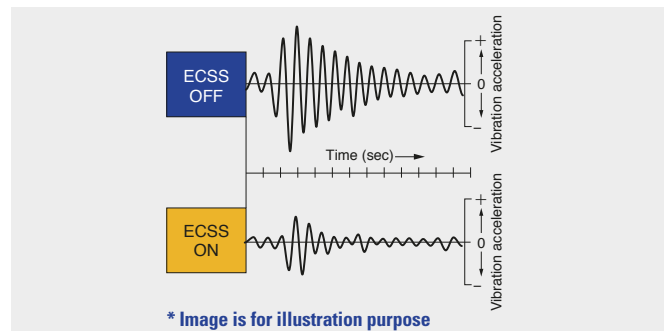 ECSS
OFF
+
0
–
Vibration acceleration
Time (sec)
ECSS
ON
+
0
–
Vibration acceleration
* Image is for illustration purpose